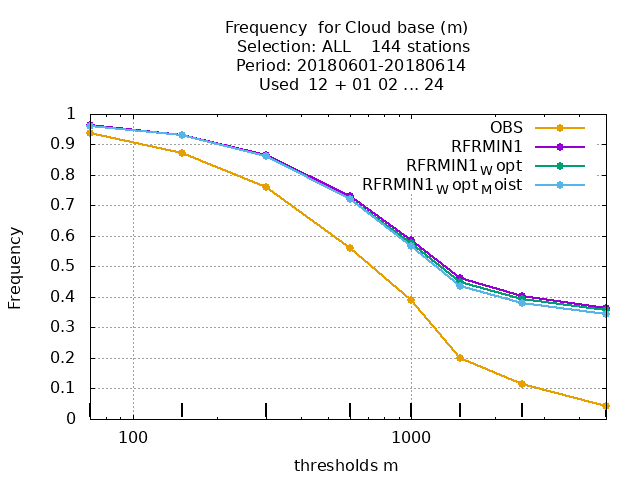 Frequency  for Cloud base (m)
Selection: ALL    144 stations
Period: 20180601-20180614
Used  12 + 01 02 ... 24
1
0.9
0.8
0.7
0.6
0.5
0.4
0.3
0.2
0.1
0
Frequency
OBS
RFRMIN1
RFRMIN1Wopt
RFRMIN1WoptMoist
100
1000
thresholds m